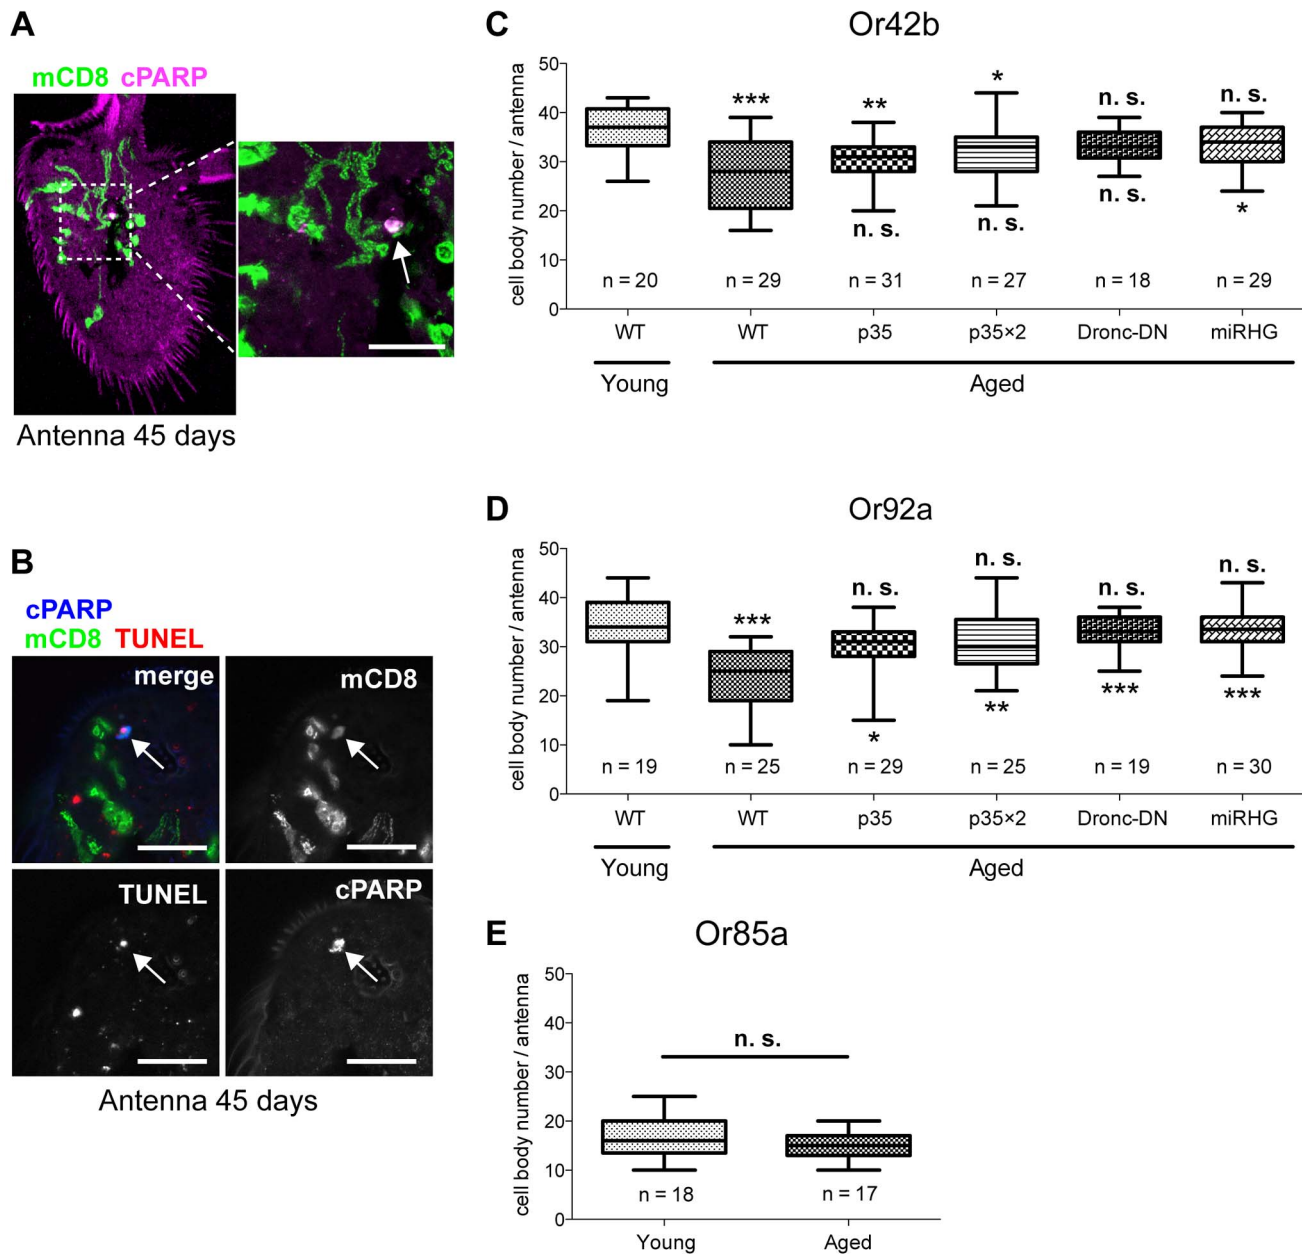 A
mCD8 cPARP
Antenna 45 days
B
cPARP
mCD8 TUNEL
merge
mCD8
TUNEL
cPARP
Antenna 45 days
C
Or42b
cell body number / antenna
50
40
30
20
10
0
*** ** * n. s. n. s.
n. s. n. s. n. s. *
n = 20 n = 29 n = 31 n = 27 n = 18 n = 29
WT WT p35 p35×2 Dronc-DN miRHG
Young Aged
D
Or92a
cell body number / antenna
50
40
30
20
10
0
*** n. s. n. s. n. s. n. s.
* ** *** ***
n = 19 n = 25 n = 29 n = 25 n = 19 n = 30
WT WT p35 p35×2 Dronc-DN miRHG
Young Aged
E
Or85a
cell body number / antenna
50
40
30
20
10
0
n. s.
n = 18 n = 17
Young Aged